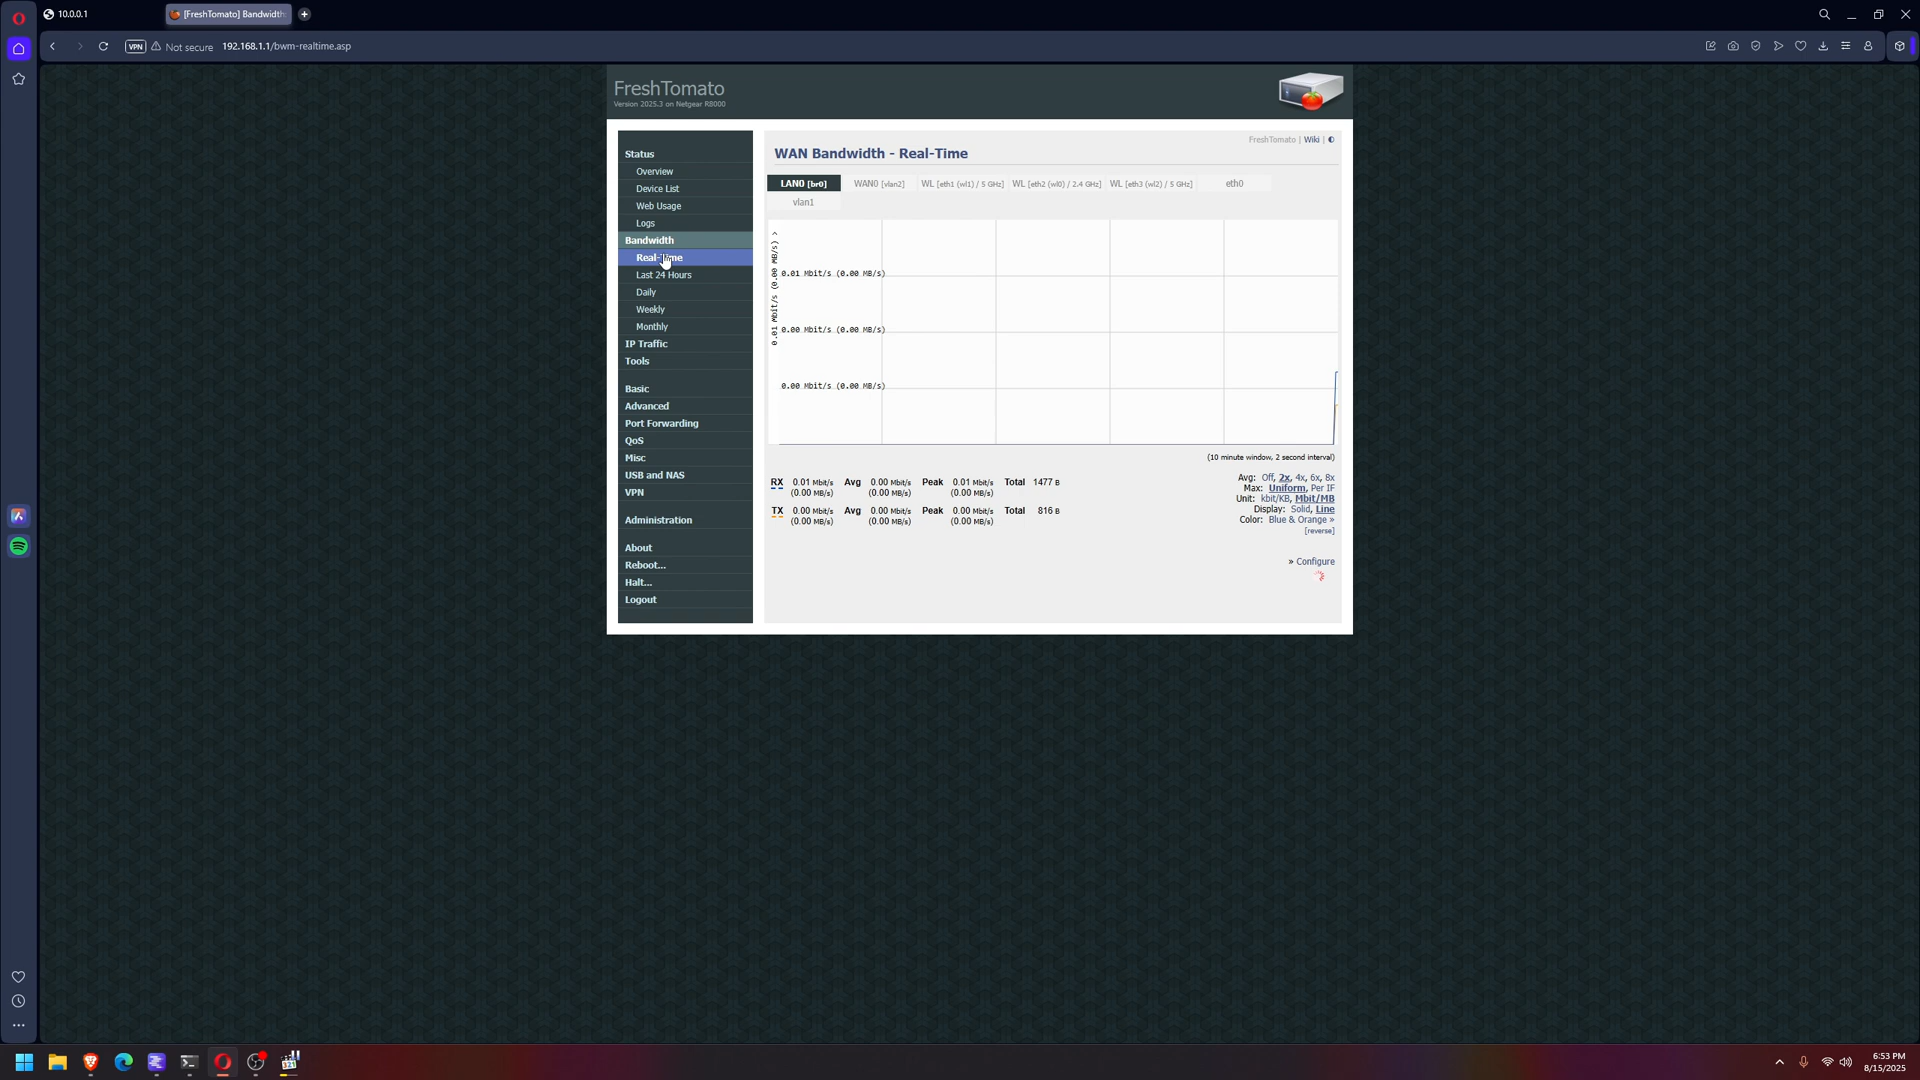 10.0.0.1
[FreshTomato] Bandwidth
VPN
Not secure
192.168.1.1/bwm-realtime.asp
FreshTomato
Version 2025.3 on Netgear R8000
Status
Overview
Device List
Web Usage
Logs
Bandwidth
Real-Time
Last 24 Hours
Daily
Weekly
Monthly
IP Traffic
Tools
Basic
Advanced
Port Forwarding
QoS
Misc
USB and NAS
VPN
Administration
About
Reboot...
Halt...
Logout
FreshTomato | Wiki |
WAN Bandwidth - Real-Time
LAN0 [br0] WAN0 [vlan2] WL [eth1 (wl1) / 5 GHz] WL [eth2 (wl0) / 2.4 GHz] WL [eth3 (wl2) / 5 GHz] eth0
vlan1
0.01 Mbit/s (0.00 MB/s) >
0.01 Mbit/s (0.00 MB/s)
0.00 Mbit/s (0.00 MB/s)
0.00 Mbit/s (0.00 MB/s)
(10 minute window, 2 second interval)
RX 0.01 Mbit/s Avg 0.00 Mbit/s Peak 0.01 Mbit/s Total 1477 B
(0.00 MB/s) (0.00 MB/s) (0.00 MB/s)
TX 0.00 Mbit/s Avg 0.00 Mbit/s Peak 0.00 Mbit/s Total 816 B
(0.00 MB/s) (0.00 MB/s) (0.00 MB/s)
Avg: Off, 2x, 4x, 6x, 8x
Max: Uniform, Per IF
Unit: kbit/KB, Mbit/MB
Display: Solid, Line
Color: Blue & Orange »
[reverse]
» Configure
321
6:53 PM
8/15/2025